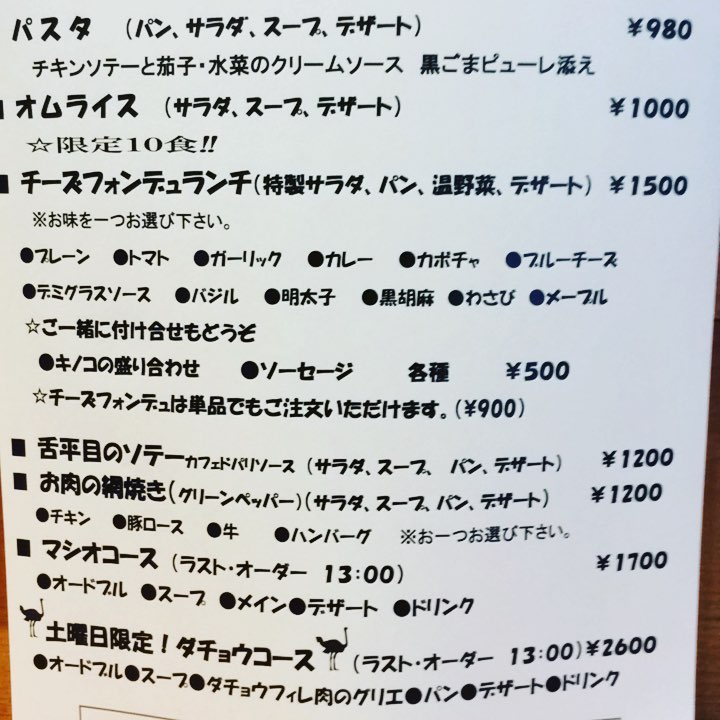 パスタ （パン、サラダ、スープ、デザート） ￥980
チキンソテーと茄子・水菜のクリームソース 黒ごまピューレ添え
■ オムライス （サラダ、スープ、デザート） ￥1000
☆限定10食!!
■ チーズフォンデュランチ（特製サラダ、パン、温野菜、デザート） ￥1500
※お味を一つお選び下さい。
●プレーン ●トマト ●ガーリック ●カレー ●カボチャ ●ブルーチーズ
●デミグラスソース ●バジル ●明太子 ●黒胡麻 ●わさび ●メープル
☆ご一緒に付け合せもどうぞ
●キノコの盛り合わせ ●ソーセージ 各種 ￥500
☆チーズフォンデュは単品でもご注文いただけます。（￥900）
■ 舌平目のソテーカフェドパリソース （サラダ、スープ、 パン、デザート） ￥1200
■ お肉の網焼き（グリーンペッパー）（サラダ、スープ、パン、デザート） ￥1200
●チキン ●豚ロース ●牛 ●ハンバーグ ※お一つお選び下さい。
■ マシオコース （ラスト・オーダー 13:00） ￥1700
●オードブル ●スープ ●メイン●デザート ●ドリンク
土曜日限定！ダチョウコース （ラスト・オーダー 13:00）￥2600
●オードブル●スープ●ダチョウフィレ肉のグリエ●パン●デザート●ドリンク